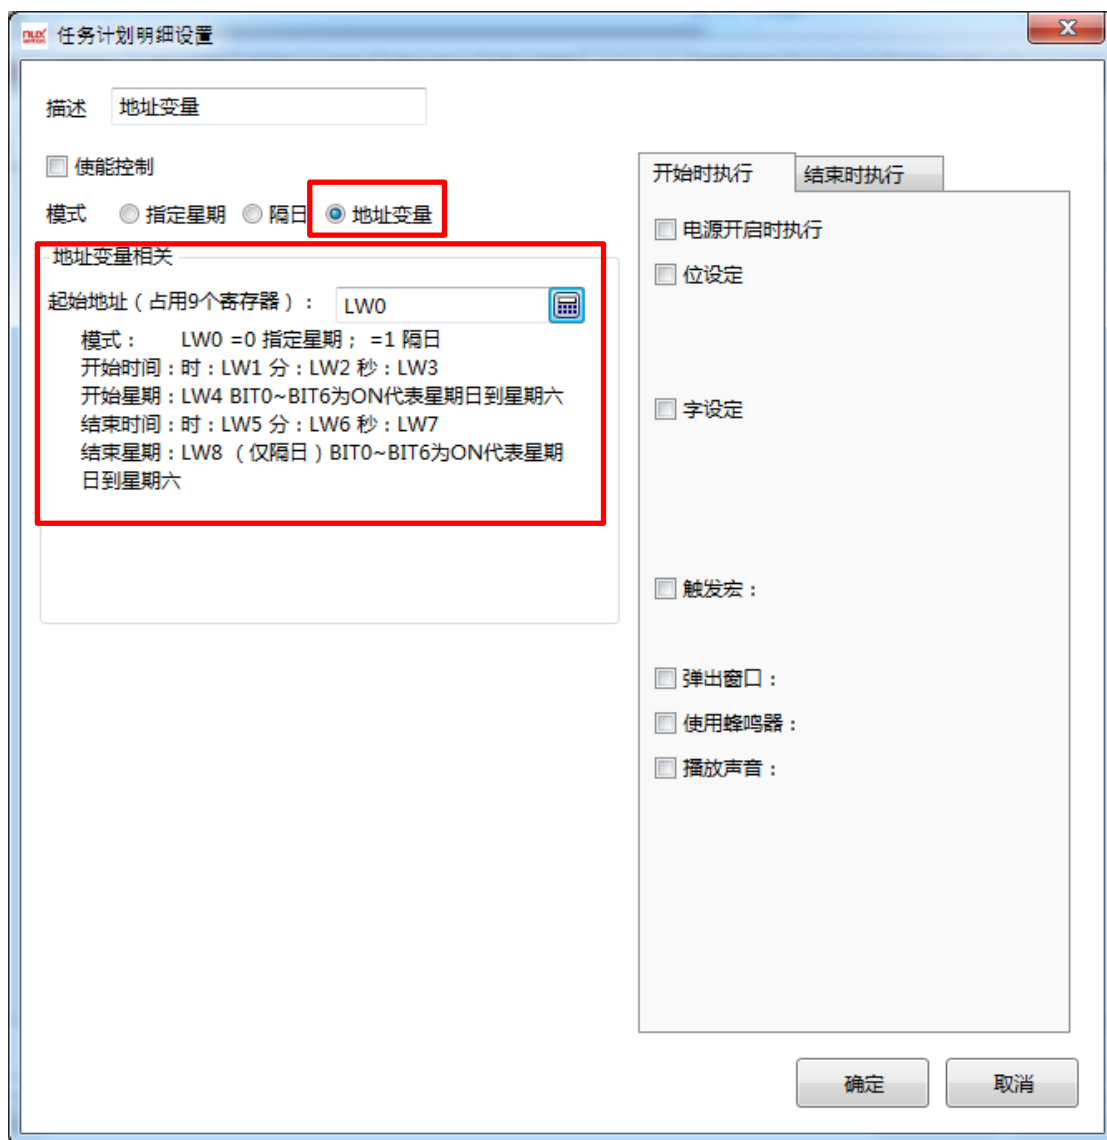 任务计划明细设置
描述 地址变量
使能控制
模式 指定星期 隔日 地址变量
地址变量相关
起始地址（占用9个寄存器）： LW0
模式： LW0 =0 指定星期； =1 隔日
开始时间：时：LW1 分：LW2 秒：LW3
开始星期：LW4 BIT0~BIT6为ON代表星期日到星期六
结束时间：时：LW5 分：LW6 秒：LW7
结束星期：LW8 （仅隔日）BIT0~BIT6为ON代表星期
日到星期六
开始时执行 结束时执行
电源开启时执行
位设定
字设定
触发宏：
弹出窗口：
使用蜂鸣器：
播放声音：
确定 取消